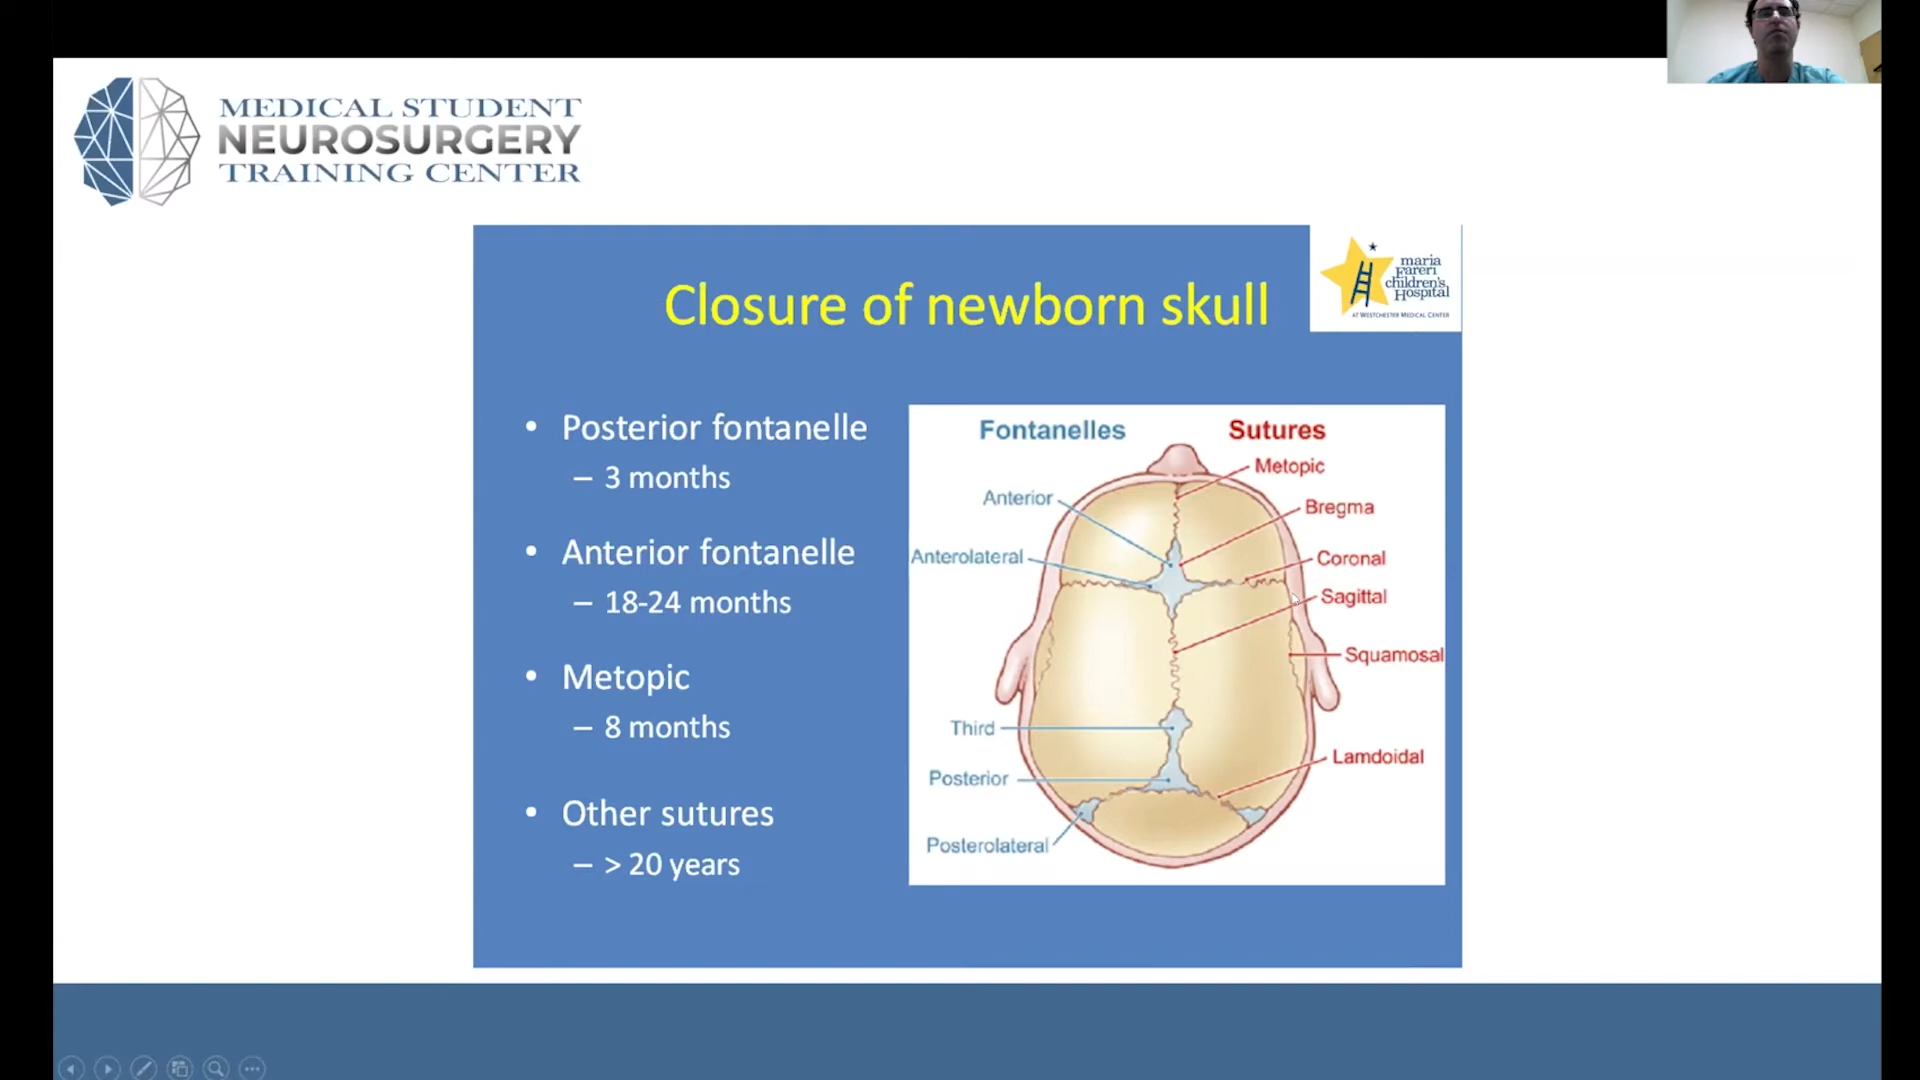 MEDICAL STUDENT
NEUROSURGERY
TRAINING CENTER
maria
fareri
children's
Hospital
AT WESTCHESTER MEDICAL CENTER
Closure of newborn skull
• Posterior fontanelle
– 3 months
• Anterior fontanelle
– 18-24 months
• Metopic
– 8 months
• Other sutures
– > 20 years
Fontanelles
Anterior
Anterolateral
Third
Posterior
Posterolateral
Sutures
Metopic
Bregma
Coronal
Sagittal
Squamosal
Lamdoidal